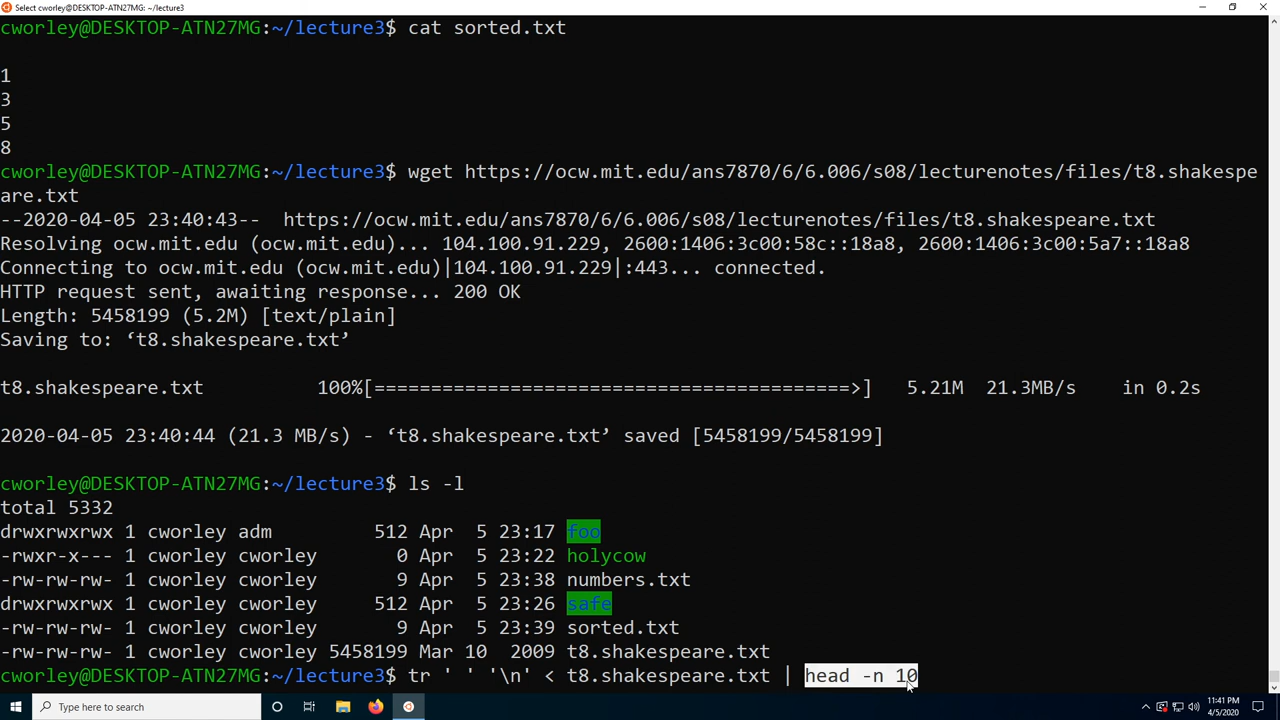 Select cworley@DESKTOP-ATN27MG: ~/lecture3
cworley@DESKTOP-ATN27MG:~/lecture3$ cat sorted.txt
1
3
5
8
cworley@DESKTOP-ATN27MG:~/lecture3$ wget https://ocw.mit.edu/ans7870/6/6.006/s08/lecturenotes/files/t8.shakespe
are.txt
--2020-04-05 23:40:43--  https://ocw.mit.edu/ans7870/6/6.006/s08/lecturenotes/files/t8.shakespeare.txt
Resolving ocw.mit.edu (ocw.mit.edu)... 104.100.91.229, 2600:1406:3c00:58c::18a8, 2600:1406:3c00:5a7::18a8
Connecting to ocw.mit.edu (ocw.mit.edu)|104.100.91.229|:443... connected.
HTTP request sent, awaiting response... 200 OK
Length: 5458199 (5.2M) [text/plain]
Saving to: ‘t8.shakespeare.txt’
t8.shakespeare.txt          100%[==========================================>]   5.21M  21.3MB/s    in 0.2s
2020-04-05 23:40:44 (21.3 MB/s) - ‘t8.shakespeare.txt’ saved [5458199/5458199]
cworley@DESKTOP-ATN27MG:~/lecture3$ ls -l
total 5332
drwxrwxrwx 1 cworley adm         512 Apr  5 23:17 foo
-rwxr-x--- 1 cworley cworley       0 Apr  5 23:22 holycow
-rw-rw-rw- 1 cworley cworley       9 Apr  5 23:38 numbers.txt
drwxrwxrwx 1 cworley cworley     512 Apr  5 23:26 safe
-rw-rw-rw- 1 cworley cworley       9 Apr  5 23:39 sorted.txt
-rw-rw-rw- 1 cworley cworley 5458199 Mar 10  2009 t8.shakespeare.txt
cworley@DESKTOP-ATN27MG:~/lecture3$ tr ' ' '\n' < t8.shakespeare.txt | head -n 10
Type here to search
11:41 PM
4/5/2020